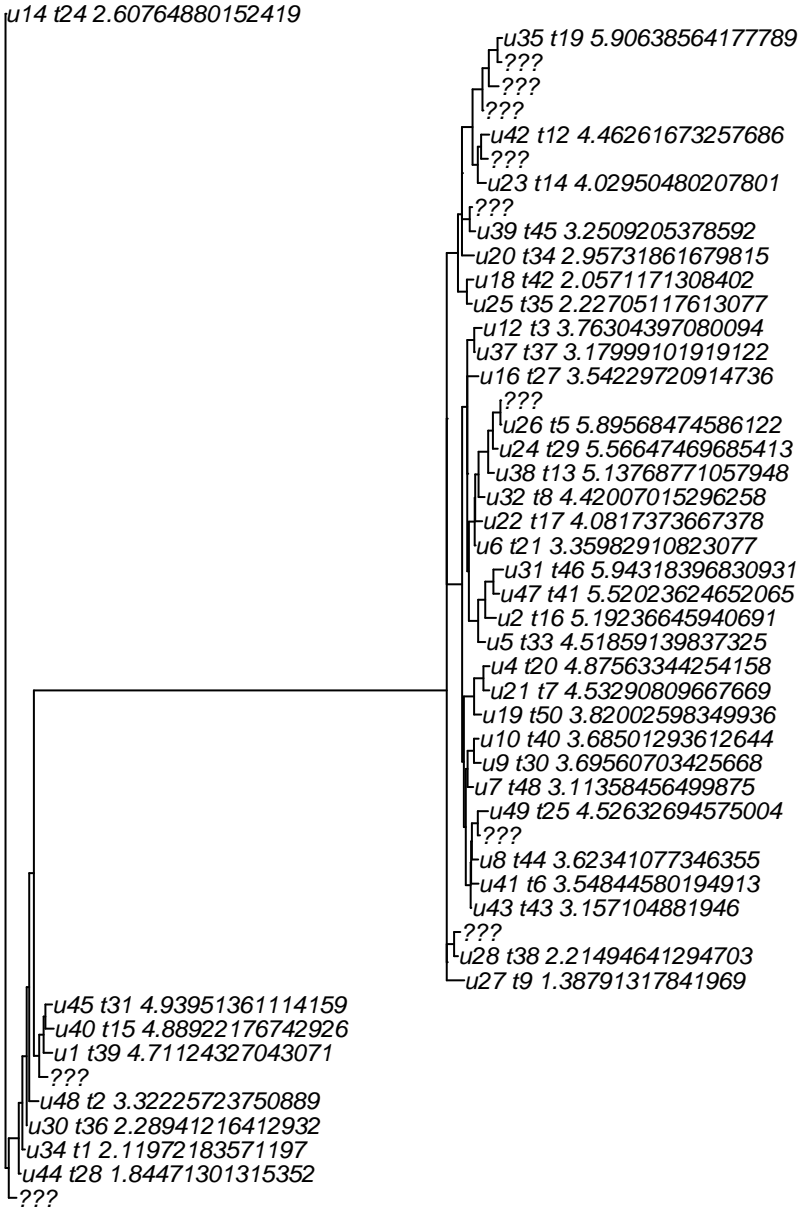 u14 t24 2.60764880152419
u35 t19 5.90638564177789
???
???
???
u42 t12 4.46261673257686
???
u23 t14 4.02950480207801
???
u39 t45 3.2509205378592
u20 t34 2.95731861679815
u18 t42 2.0571171308402
u25 t35 2.22705117613077
u12 t3 3.76304397080094
u37 t37 3.17999101919122
u16 t27 3.54229720914736
???
u26 t5 5.89568474586122
u24 t29 5.56647469685413
u38 t13 5.13768771057948
u32 t8 4.42007015296258
u22 t17 4.0817373667378
u6 t21 3.35982910823077
u31 t46 5.94318396830931
u47 t41 5.52023624652065
u2 t16 5.19236645940691
u5 t33 4.51859139837325
u4 t20 4.87563344254158
u21 t7 4.53290809667669
u19 t50 3.82002598349936
u10 t40 3.68501293612644
u9 t30 3.69560703425668
u7 t48 3.11358456499875
u49 t25 4.52632694575004
???
u8 t44 3.62341077346355
u41 t6 3.54844580194913
u43 t43 3.157104881946
???
u28 t38 2.21494641294703
u27 t9 1.38791317841969
u45 t31 4.93951361114159
u40 t15 4.88922176742926
u1 t39 4.71124327043071
???
u48 t2 3.32225723750889
u30 t36 2.28941216412932
u34 t1 2.11972183571197
u44 t28 1.84471301315352
???